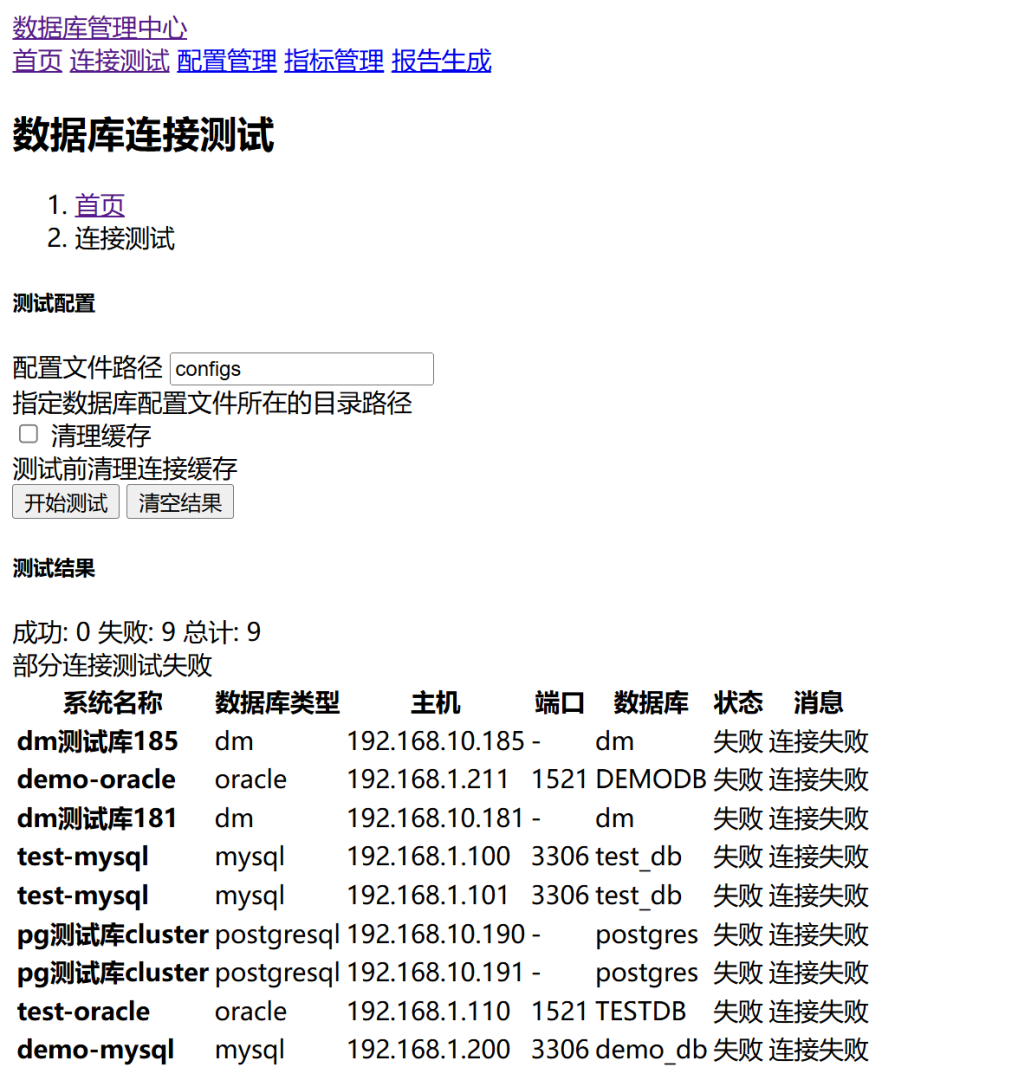 数据库管理中心
首页 连接测试 配置管理 指标管理 报告生成
数据库连接测试
1. 首页
2. 连接测试
测试配置
配置文件路径 configs
指定数据库配置文件所在的目录路径
清理缓存
测试前清理连接缓存
开始测试 清空结果
测试结果
成功: 0 失败: 9 总计: 9
部分连接测试失败
系统名称 数据库类型 主机 端口 数据库 状态 消息
dm测试库185 dm 192.168.10.185 - dm 失败 连接失败
demo-oracle oracle 192.168.1.211 1521 DEMODB 失败 连接失败
dm测试库181 dm 192.168.10.181 - dm 失败 连接失败
test-mysql mysql 192.168.1.100 3306 test_db 失败 连接失败
test-mysql mysql 192.168.1.101 3306 test_db 失败 连接失败
pg测试库cluster postgresql 192.168.10.190 - postgres 失败 连接失败
pg测试库cluster postgresql 192.168.10.191 - postgres 失败 连接失败
test-oracle oracle 192.168.1.110 1521 TESTDB 失败 连接失败
demo-mysql mysql 192.168.1.200 3306 demo_db 失败 连接失败